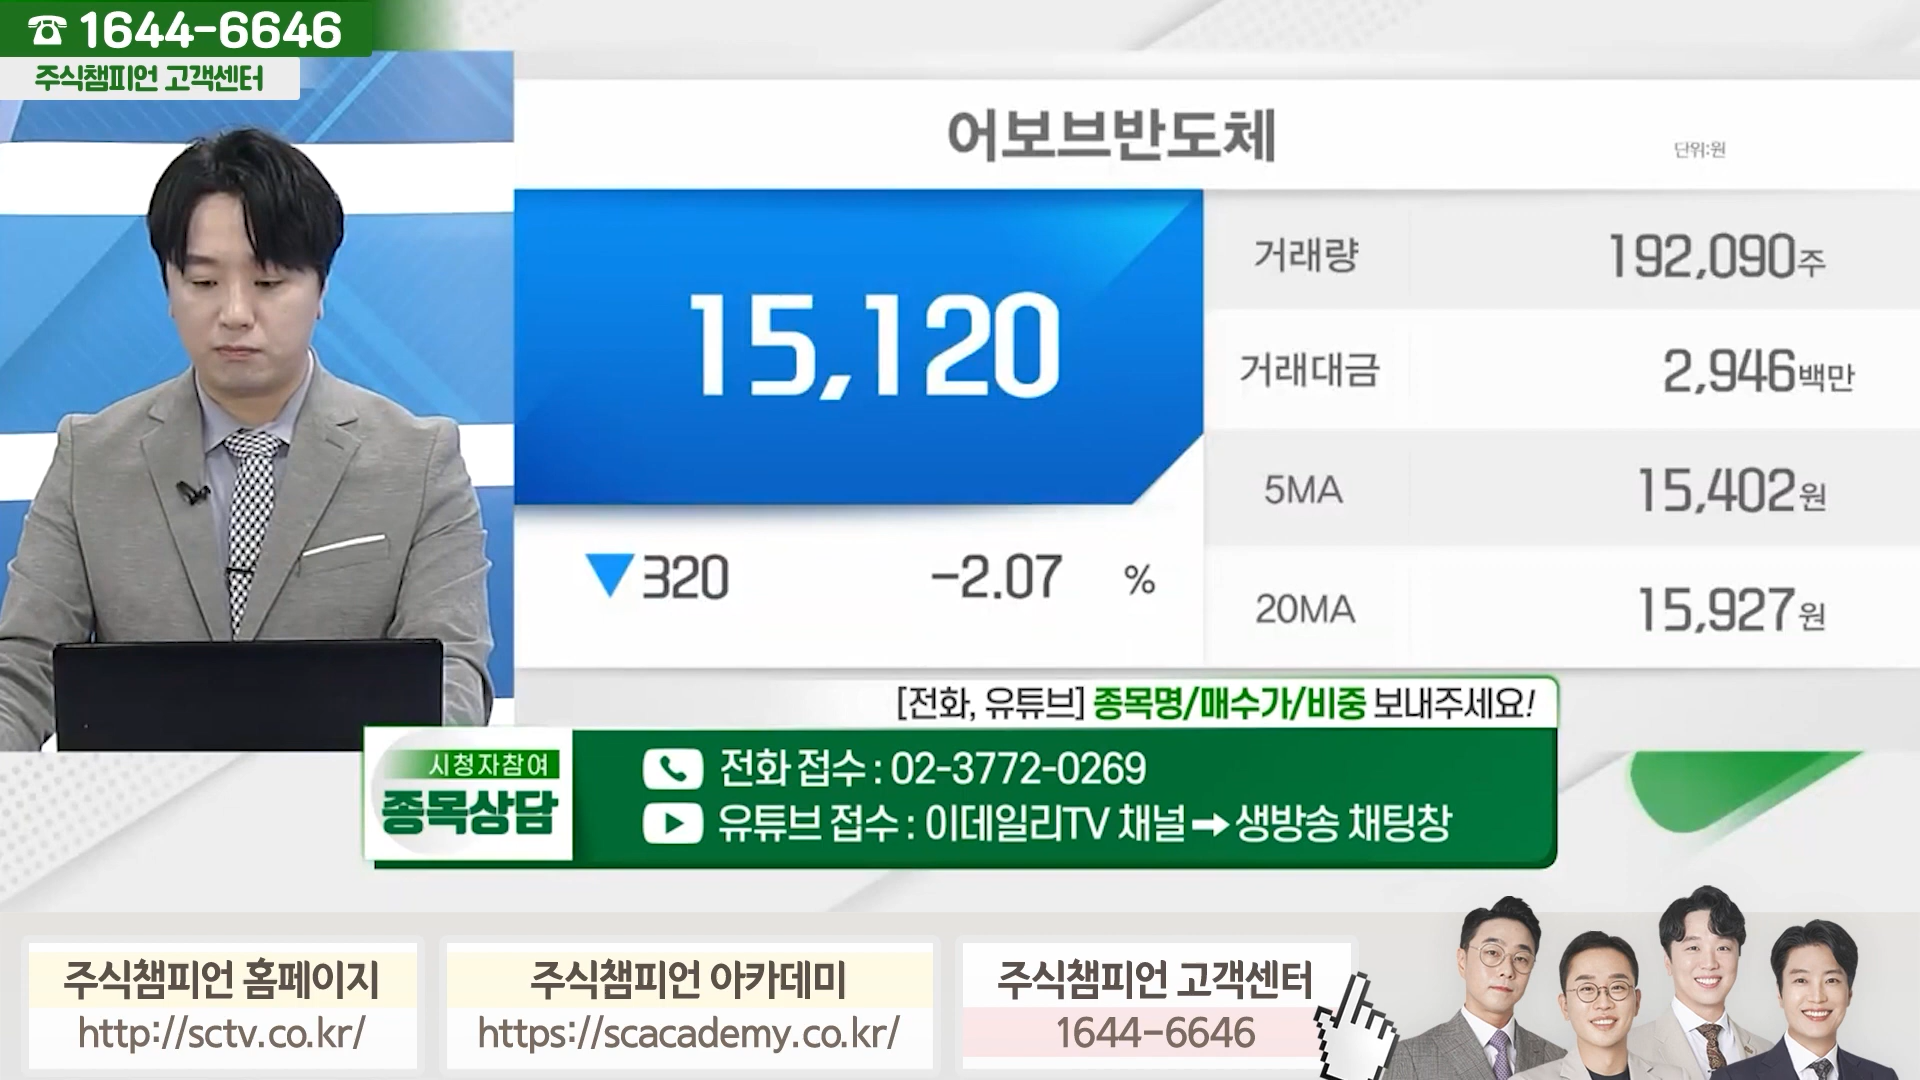 ☎ 1644-6646
주식챔피언 고객센터
어보브반도체
단위:원
15,120
▼320 -2.07 %
거래량 192,090주
거래대금 2,946백만
5MA 15,402원
20MA 15,927원
[전화, 유튜브] 종목명/매수가/비중 보내주세요!
시청자참여
종목상담
전화 접수 : 02-3772-0269
유튜브 접수 : 이데일리TV 채널 ➡ 생방송 채팅창
주식챔피언 홈페이지
http://sctv.co.kr/
주식챔피언 아카데미
https://scacademy.co.kr/
주식챔피언 고객센터
1644-6646